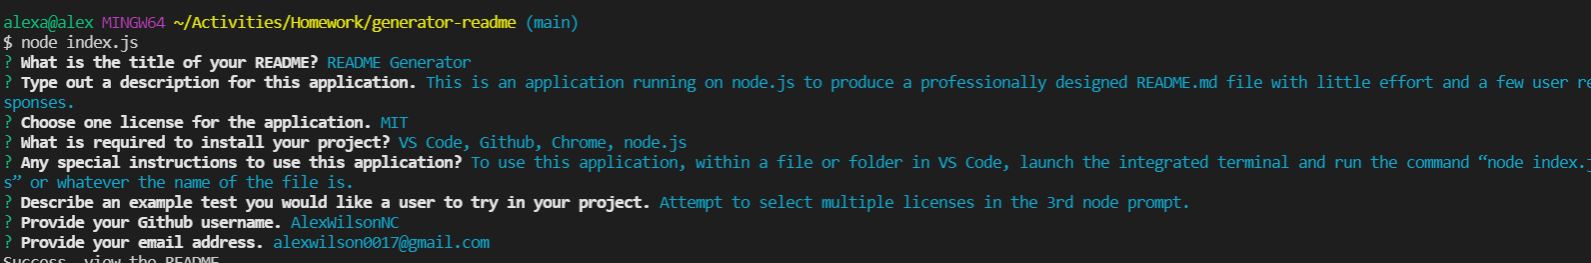 alexa@alex MINGW64 ~/Activities/Homework/generator-readme (main)
$ node index.js
? What is the title of your README? README Generator
? Type out a description for this application. This is an application running on node.js to produce a professionally designed README.md file with little effort and a few user re
sponses.
? Choose one license for the application. MIT
? What is required to install your project? VS Code, Github, Chrome, node.js
? Any special instructions to use this application? To use this application, within a file or folder in VS Code, launch the integrated terminal and run the command “node index.j
s” or whatever the name of the file is.
? Describe an example test you would like a user to try in your project. Attempt to select multiple licenses in the 3rd node prompt.
? Provide your Github username. AlexWilsonNC
? Provide your email address. alexwilson0017@gmail.com
Success, view the README